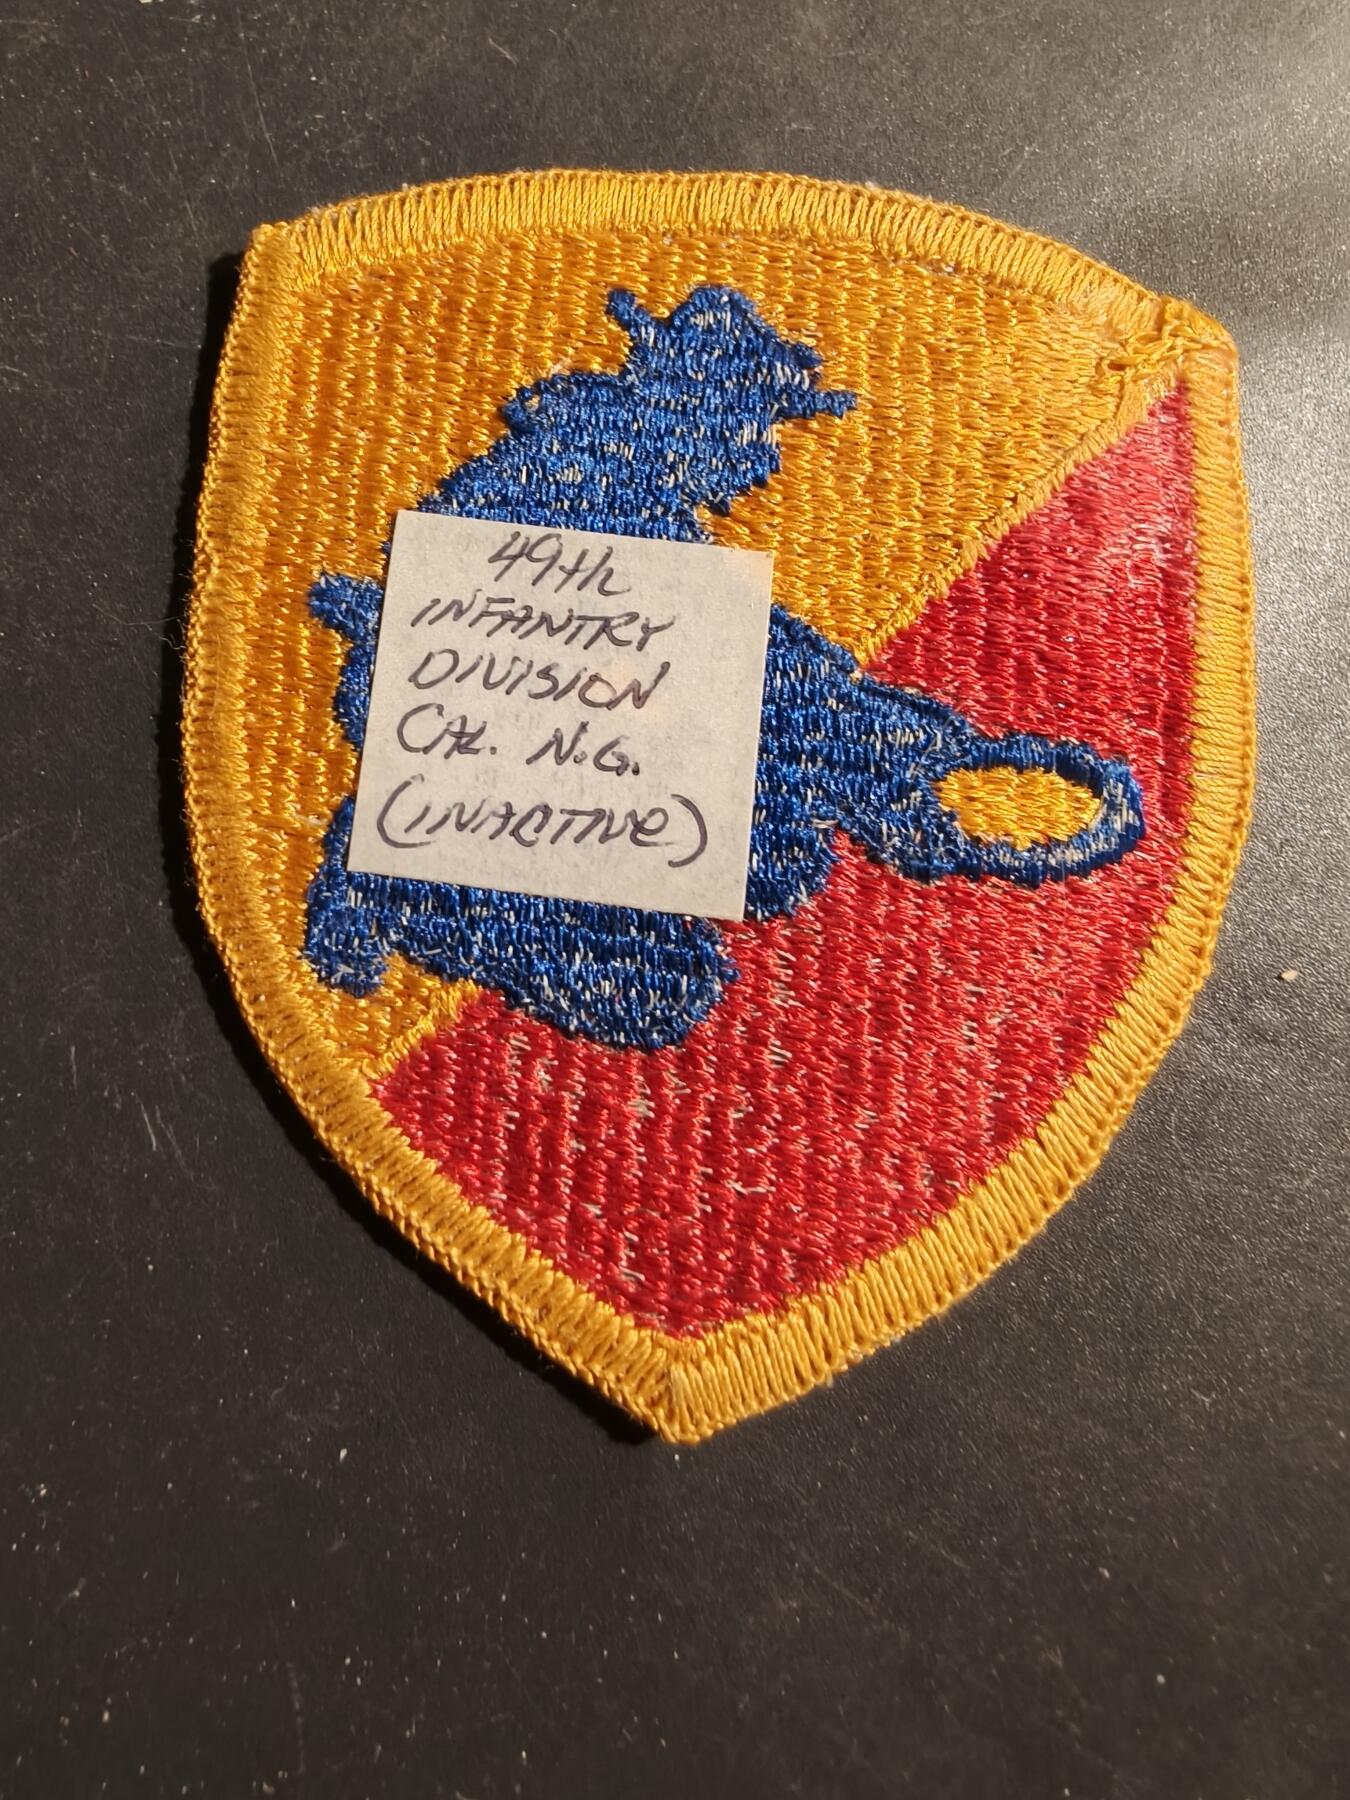 49th
INFANTRY
DIVISION
CAL. N.G.
(INACTIVE)